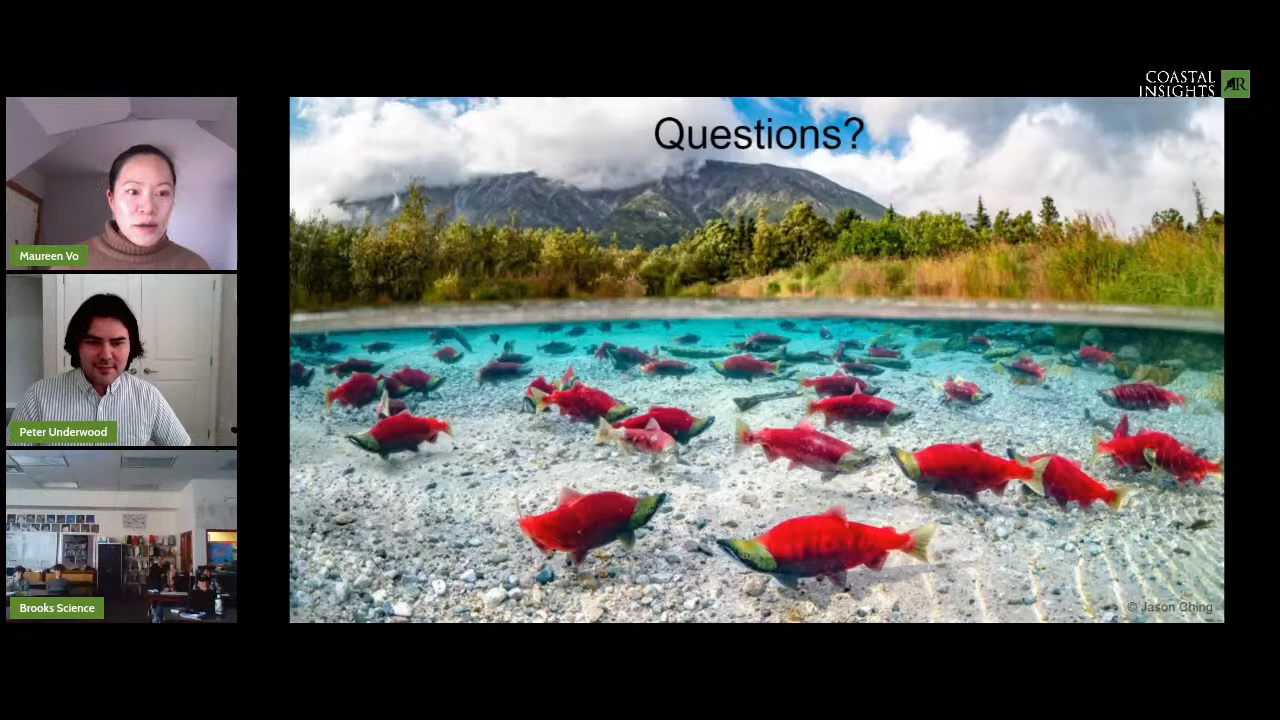 COASTAL
INSIGHTS
Questions?
Maureen Vo
Peter Underwood
Brooks Science
© Jason Ching